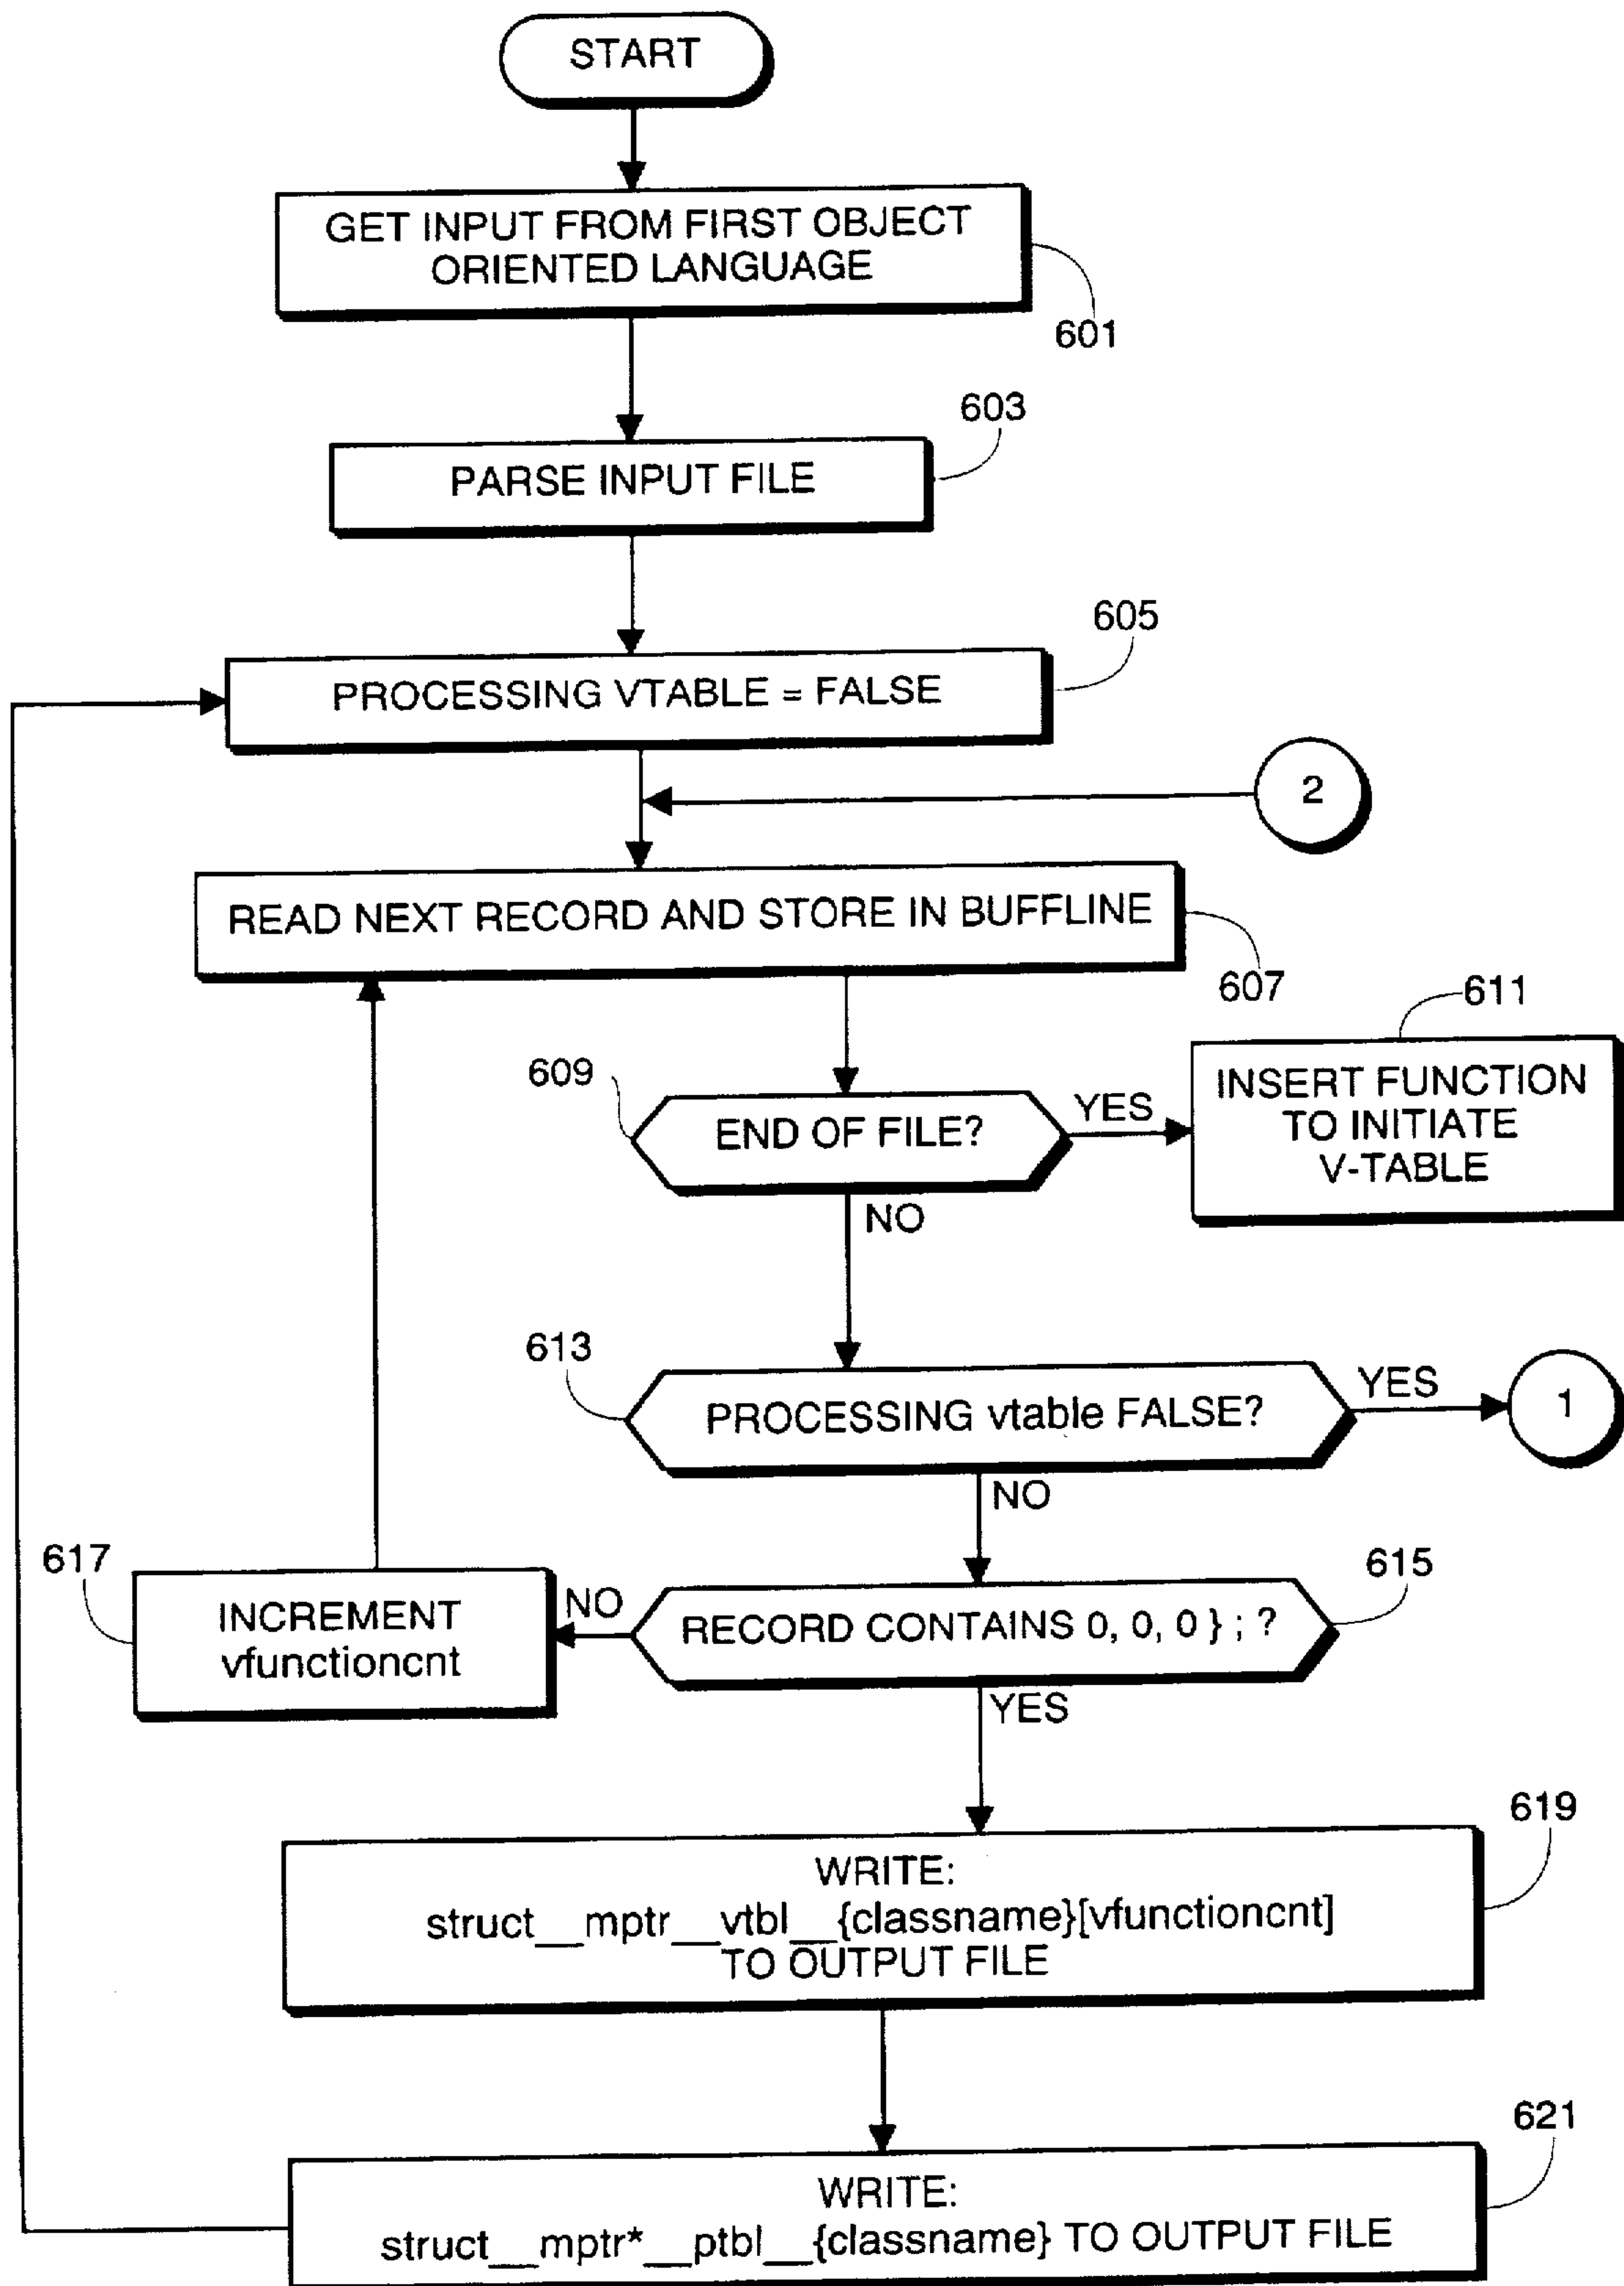 START
GET INPUT FROM FIRST OBJECT
ORIENTED LANGUAGE
601
603
PARSE INPUT FILE
605
PROCESSING VTABLE = FALSE
2
READ NEXT RECORD AND STORE IN BUFFLINE
607
611
609
END OF FILE?
YES
INSERT FUNCTION
TO INITIATE
V-TABLE
NO
613
PROCESSING vtable FALSE?
YES
1
NO
617
INCREMENT
vfunctioncnt
NO
615
RECORD CONTAINS 0, 0, 0 } ; ?
YES
619
WRITE:
struct__mptr__vtbl__{classname}[vfunctioncnt]
TO OUTPUT FILE
621
WRITE:
struct__mptr*__ptbl__{classname} TO OUTPUT FILE